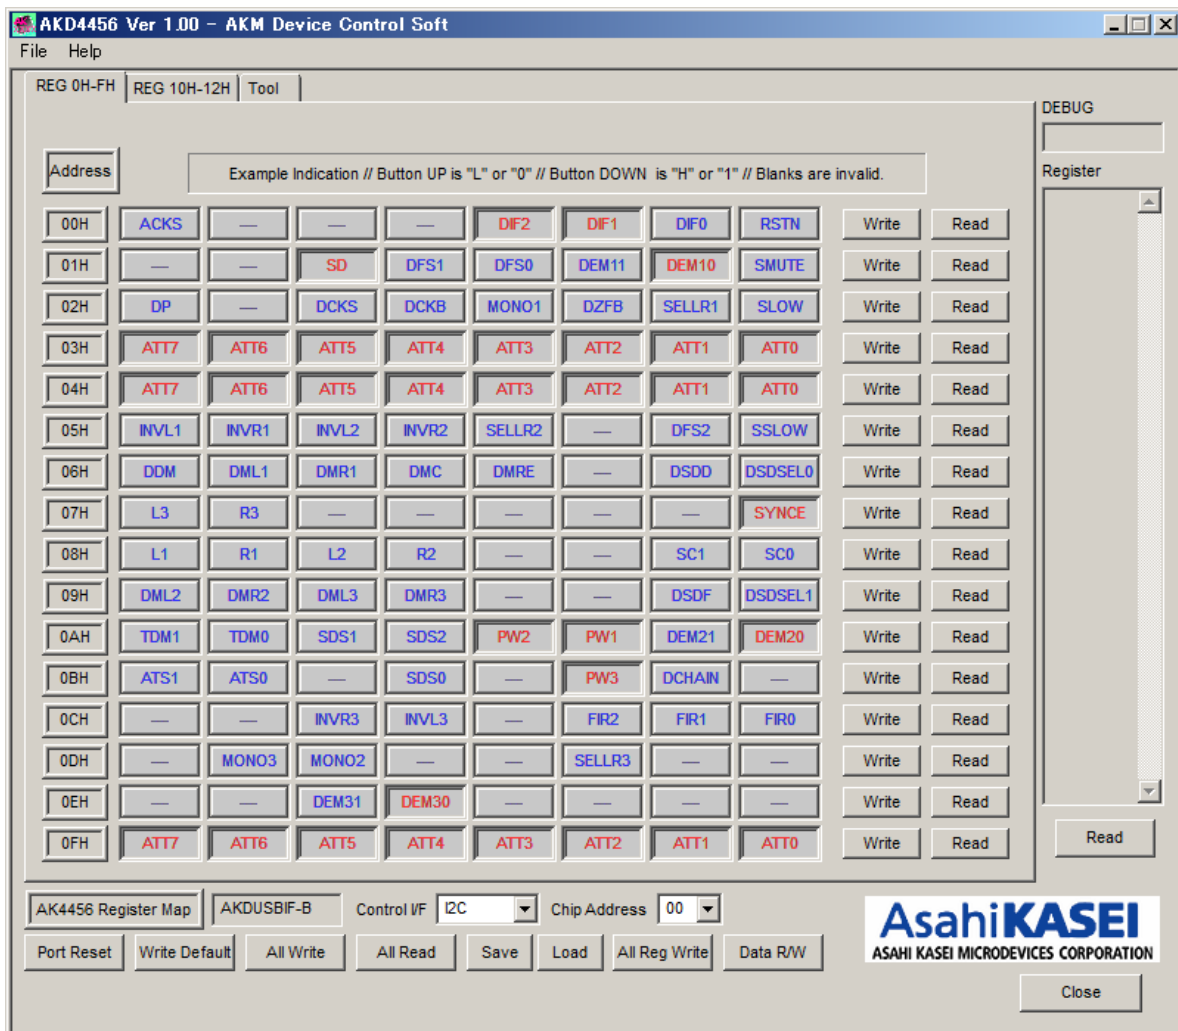 AKD4456 Ver 1.00 - AKM Device Control Soft
File Help
REG 0H-FH REG 10H-12H Tool
DEBUG
Address Example Indication // Button UP is "L" or "0" // Button DOWN is "H" or "1" // Blanks are invalid. Register
00H ACKS — — — DIF2 DIF1 DIF0 RSTN Write Read
01H — — SD DFS1 DFS0 DEM11 DEM10 SMUTE Write Read
02H DP — DCKS DCKB MONO1 DZFB SELLR1 SLOW Write Read
03H ATT7 ATT6 ATT5 ATT4 ATT3 ATT2 ATT1 ATT0 Write Read
04H ATT7 ATT6 ATT5 ATT4 ATT3 ATT2 ATT1 ATT0 Write Read
05H INVL1 INVR1 INVL2 INVR2 SELLR2 — DFS2 SSLOW Write Read
06H DDM DML1 DMR1 DMC DMRE — DSDD DSDSEL0 Write Read
07H L3 R3 — — — — — SYNCE Write Read
08H L1 R1 L2 R2 — — SC1 SC0 Write Read
09H DML2 DMR2 DML3 DMR3 — — DSDF DSDSEL1 Write Read
0AH TDM1 TDM0 SDS1 SDS2 PW2 PW1 DEM21 DEM20 Write Read
0BH ATS1 ATS0 — SDS0 — PW3 DCHAIN — Write Read
0CH — — INVR3 INVL3 — FIR2 FIR1 FIR0 Write Read
0DH — MONO3 MONO2 — — SELLR3 — — Write Read
0EH — — DEM31 DEM30 — — — — Write Read
0FH ATT7 ATT6 ATT5 ATT4 ATT3 ATT2 ATT1 ATT0 Write Read
Read
AK4456 Register Map AKDUSBIF-B Control I/F I2C Chip Address 00
AsahiKASEI
ASAHI KASEI MICRODEVICES CORPORATION
Port Reset Write Default All Write All Read Save Load All Reg Write Data R/W
Close